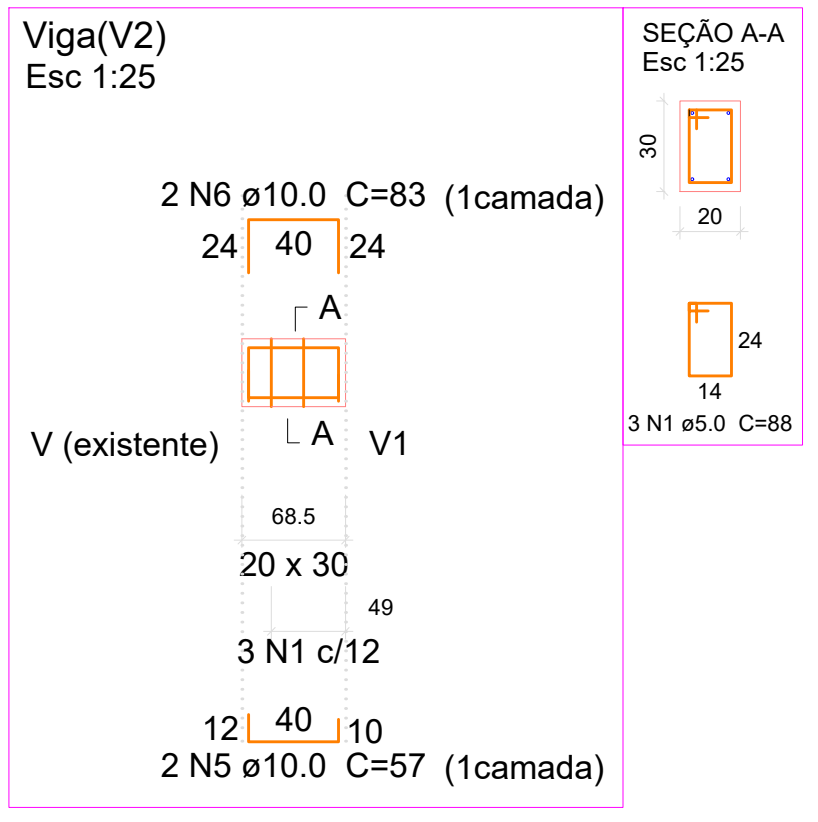 Viga(V2)
Esc 1:25
2 N6 ø10.0 C=83 (1camada)
24 40 24
A
A
V (existente) V1
68.5
20 x 30
49
3 N1 c/12
12 40 10
2 N5 ø10.0 C=57 (1camada)
SEÇÃO A-A
Esc 1:25
30
20
24
14
3 N1 ø5.0 C=88